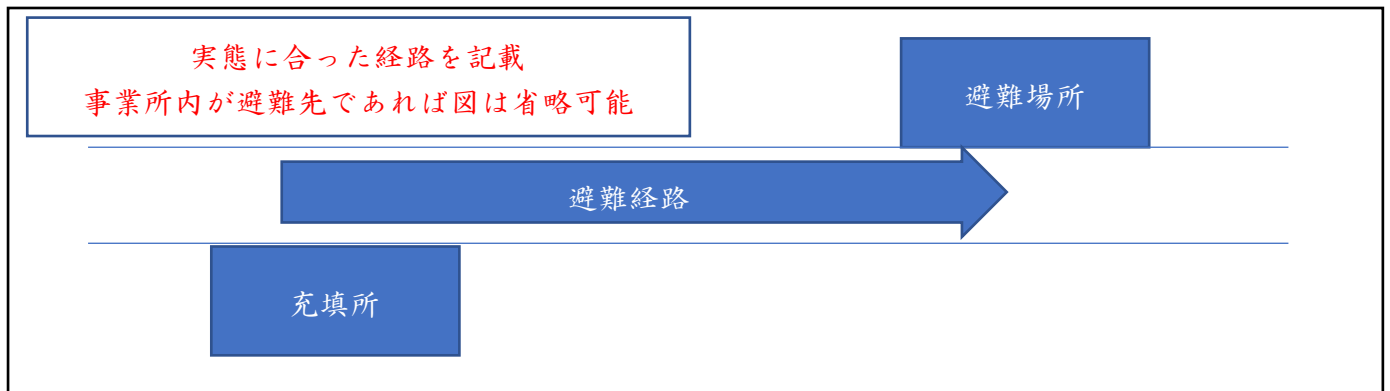 実態に合った経路を記載
事業所内が避難先であれば図は省略可能
避難場所
避難経路
充填所